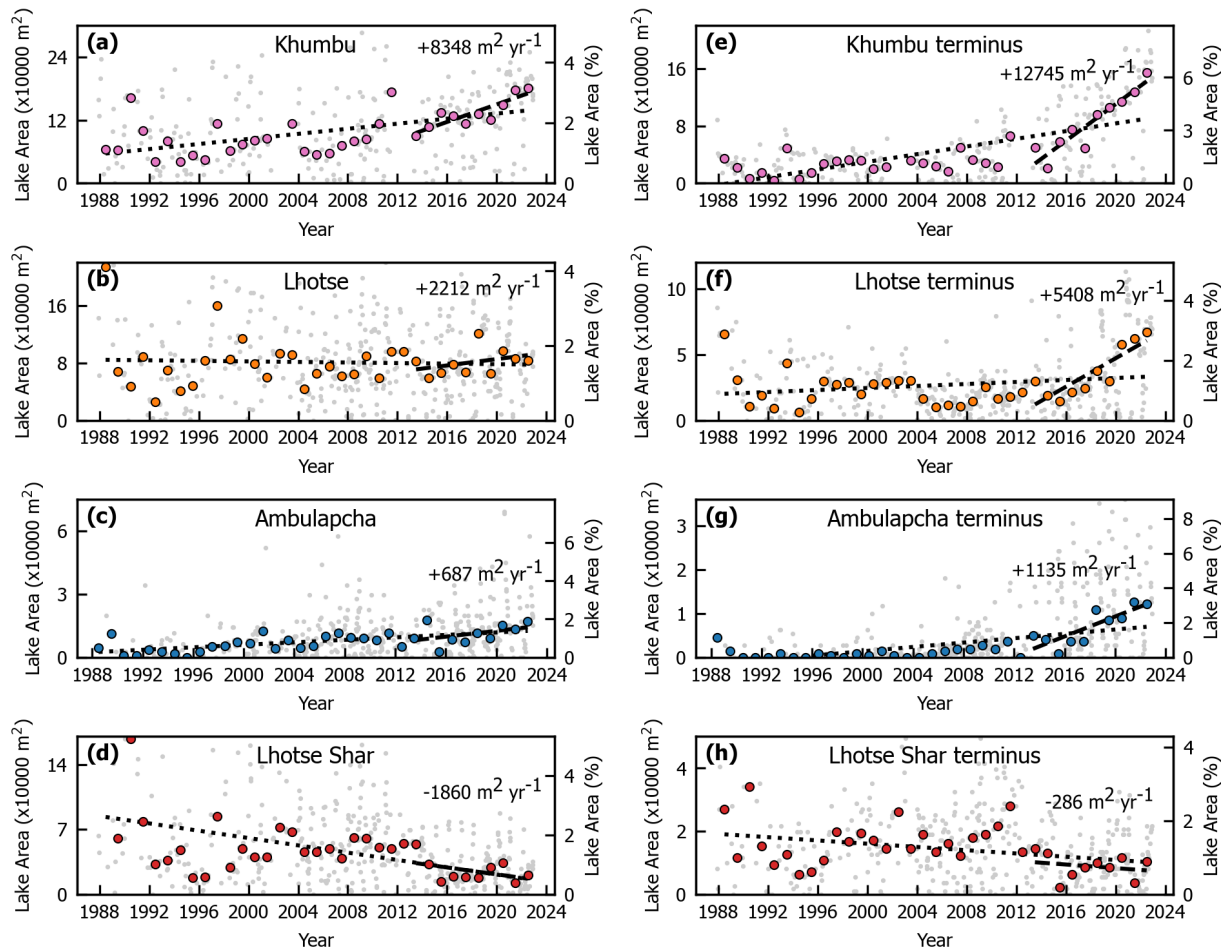 (a) Khumbu +8348 m² yr⁻¹
Lake Area (x10000 m²)
24
12
0
4
2
0
Lake Area (%)
1988 1992 1996 2000 2004 2008 2012 2016 2020 2024
Year
(e) Khumbu terminus
+12745 m² yr⁻¹
Lake Area (x10000 m²)
16
8
0
6
3
0
Lake Area (%)
1988 1992 1996 2000 2004 2008 2012 2016 2020 2024
Year
(b) Lhotse
+2212 m² yr⁻¹
Lake Area (x10000 m²)
16
8
0
4
2
0
Lake Area (%)
1988 1992 1996 2000 2004 2008 2012 2016 2020 2024
Year
(f) Lhotse terminus
+5408 m² yr⁻¹
Lake Area (x10000 m²)
10
5
0
4
2
0
Lake Area (%)
1988 1992 1996 2000 2004 2008 2012 2016 2020 2024
Year
(c) Ambulapcha
+687 m² yr⁻¹
Lake Area (x10000 m²)
6
3
0
6
4
2
0
Lake Area (%)
1988 1992 1996 2000 2004 2008 2012 2016 2020 2024
Year
(g) Ambulapcha terminus
+1135 m² yr⁻¹
Lake Area (x10000 m²)
3
2
1
0
8
6
4
2
0
Lake Area (%)
1988 1992 1996 2000 2004 2008 2012 2016 2020 2024
Year
(d) Lhotse Shar
-1860 m² yr⁻¹
Lake Area (x10000 m²)
14
7
0
4
2
0
Lake Area (%)
1988 1992 1996 2000 2004 2008 2012 2016 2020 2024
Year
(h) Lhotse Shar terminus
-286 m² yr⁻¹
Lake Area (x10000 m²)
4
2
0
4
2
0
Lake Area (%)
1988 1992 1996 2000 2004 2008 2012 2016 2020 2024
Year